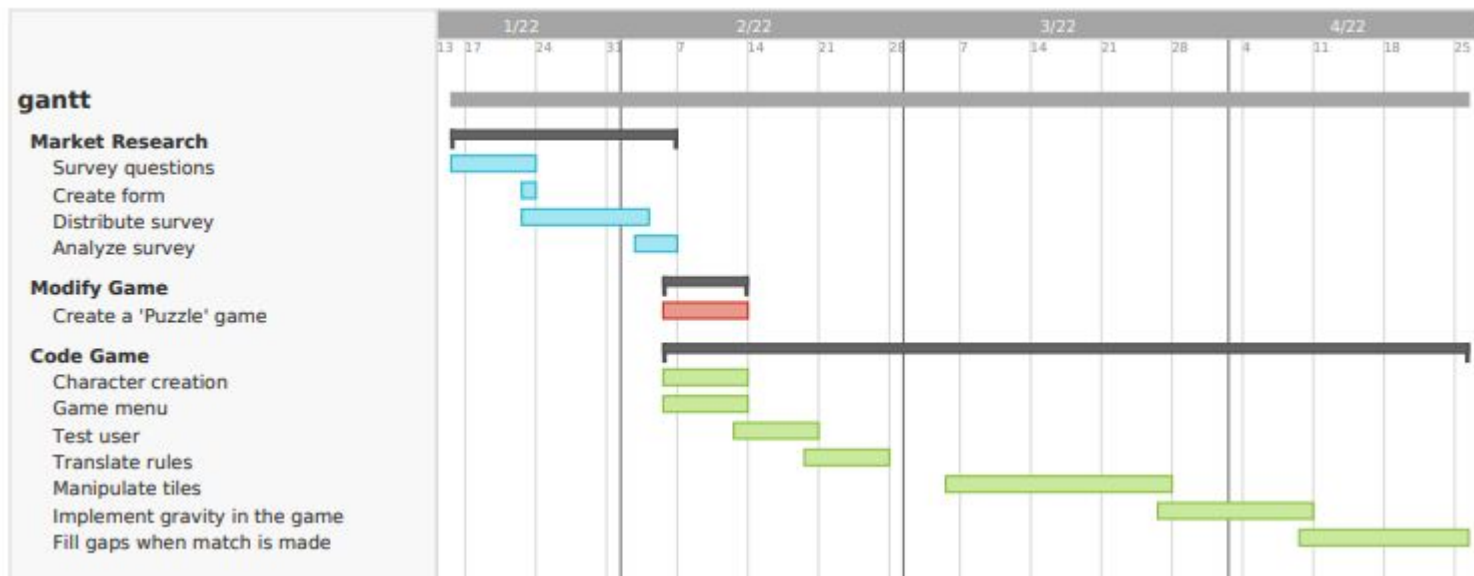 1/22 2/22 3/22 4/22
13 17 24 31 7 14 21 28 7 14 21 28 4 11 18 25
gantt
Market Research
Survey questions
Create form
Distribute survey
Analyze survey
Modify Game
Create a 'Puzzle' game
Code Game
Character creation
Game menu
Test user
Translate rules
Manipulate tiles
Implement gravity in the game
Fill gaps when match is made